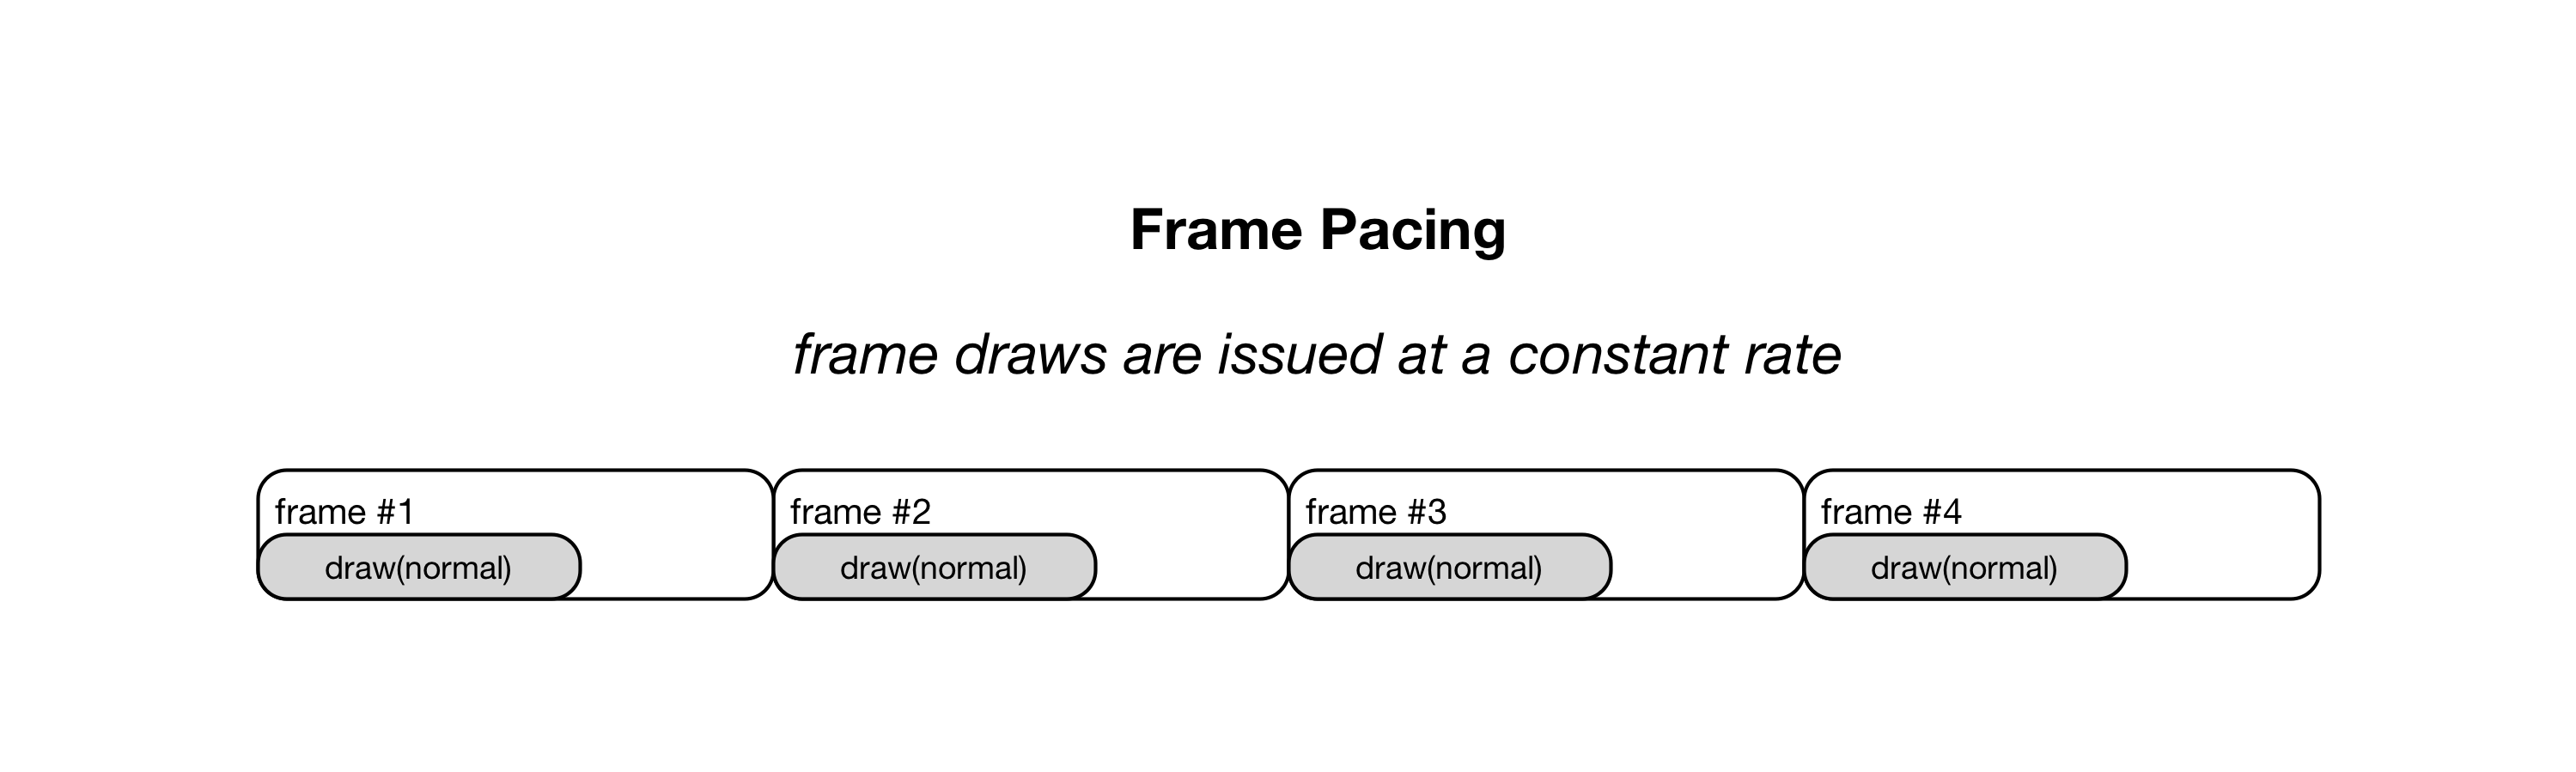 Frame Pacing
frame draws are issued at a constant rate
frame #1
draw(normal)
frame #2
draw(normal)
frame #3
draw(normal)
frame #4
draw(normal)